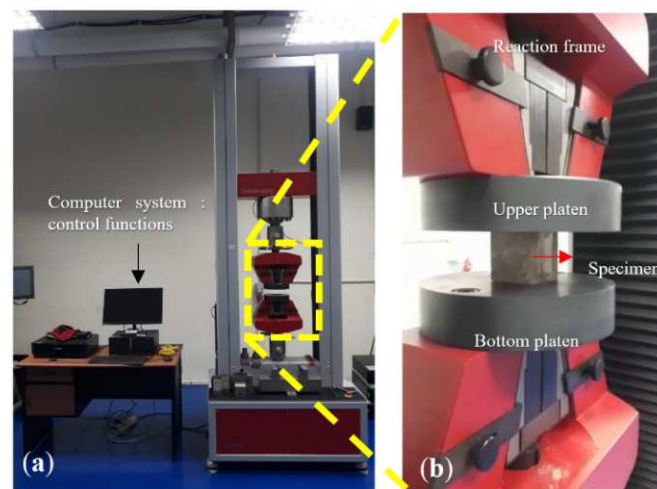 Computer system :
control functions
(a)
Reaction frame
Upper platen
Specimen
Bottom platen
(b)